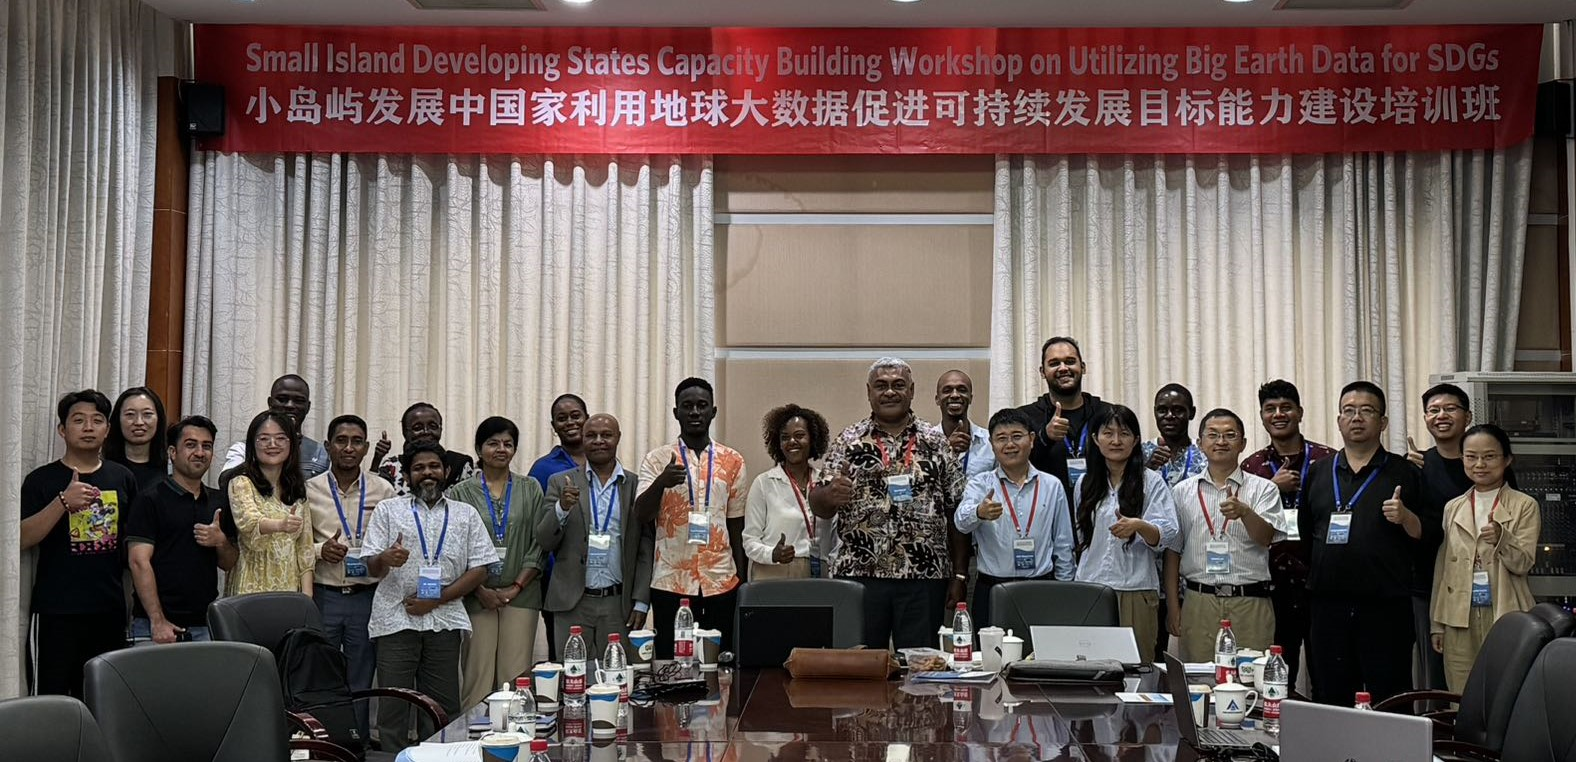 Small Island Developing States Capacity Building Workshop on Utilizing Big Earth Data for SDGs
小岛屿发展中国家利用地球大数据促进可持续发展目标能力建设培训班